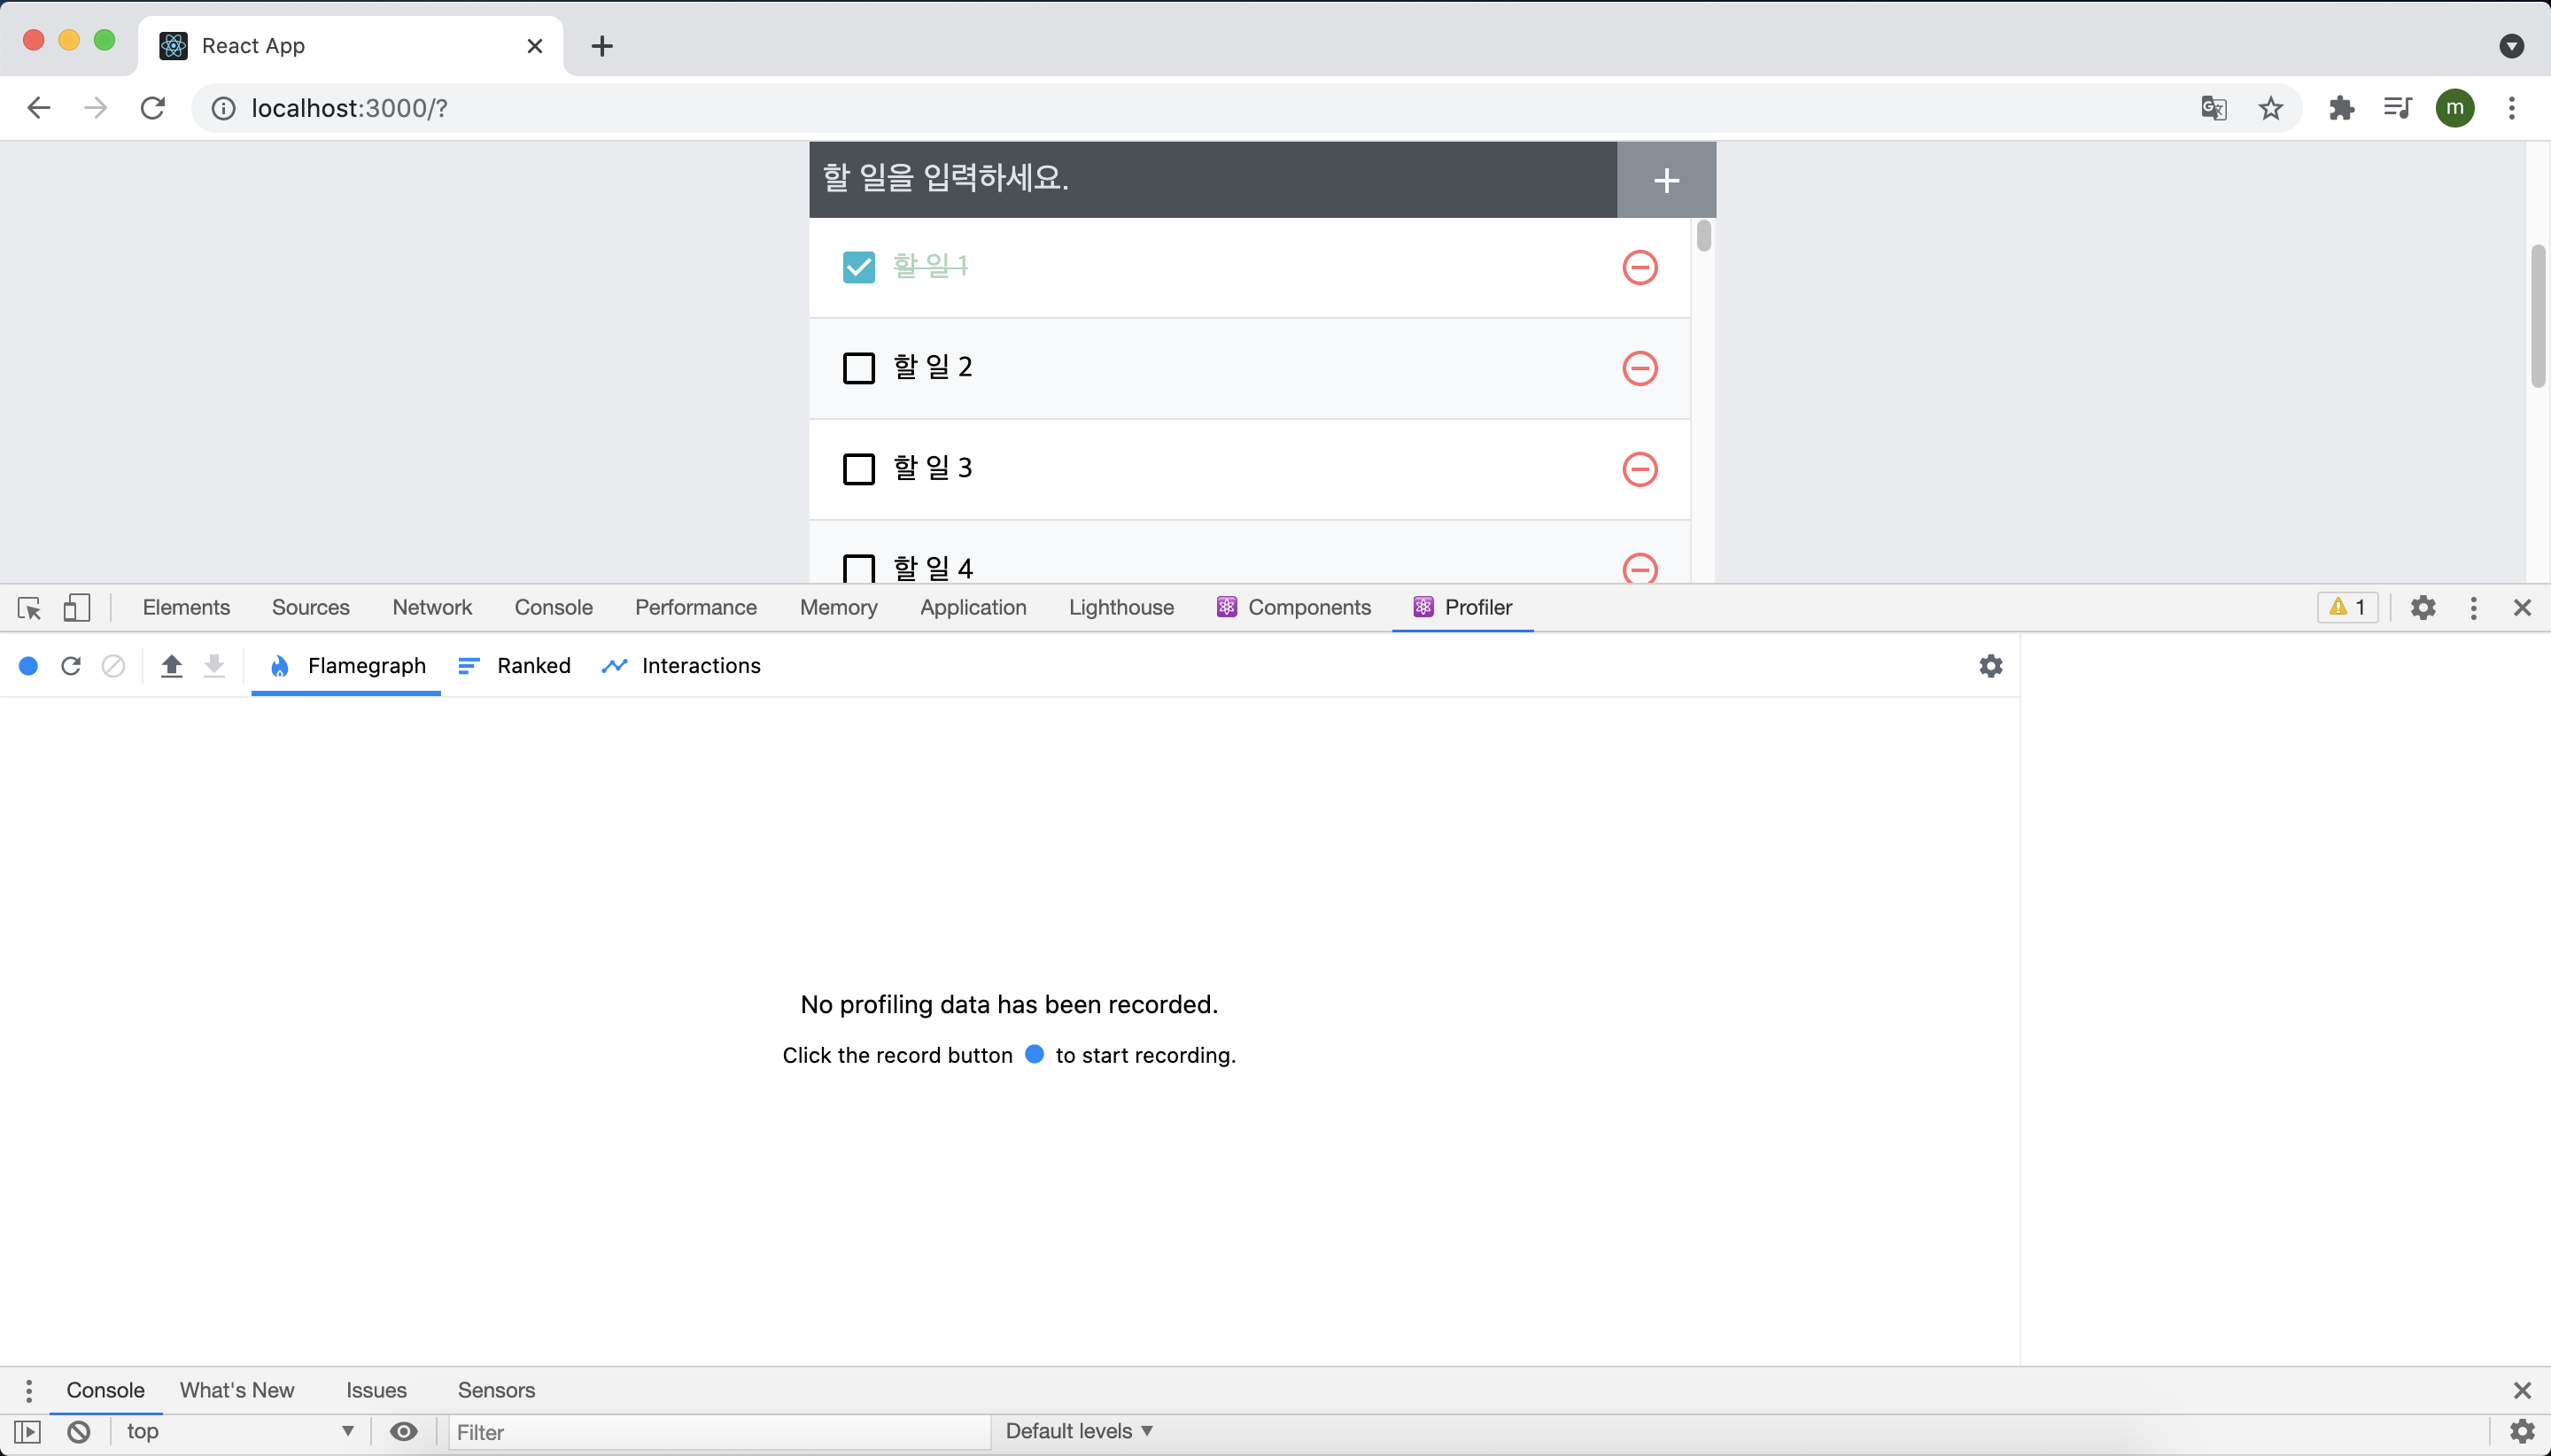 React App
localhost:3000/?
m
할 일을 입력하세요.
할 일 1
할 일 2
할 일 3
할 일 4
Elements Sources Network Console Performance Memory Application Lighthouse Components Profiler 1
Flamegraph Ranked Interactions
No profiling data has been recorded.
Click the record button to start recording.
Console What's New Issues Sensors
top Filter Default levels